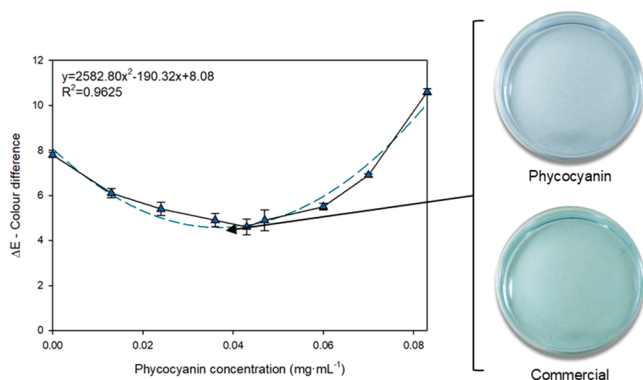 y=2582.80x²-190.32x+8.08
R²=0.9625
12
10
8
6
4
2
0
ΔE - Colour difference
0.00
0.02
0.04
0.06
0.08
Phycocyanin concentration (mg·mL⁻¹)
Phycocyanin
Commercial